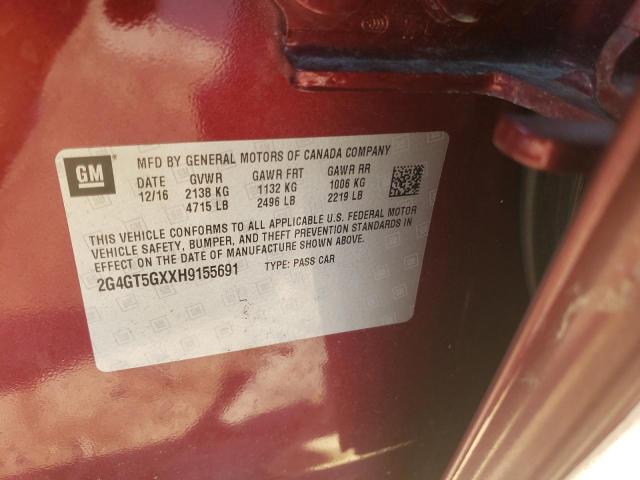 GM
MFD BY GENERAL MOTORS OF CANADA COMPANY
DATE GVWR GAWR FRT GAWR RR
12/16 2138 KG 1132 KG 1006 KG
4715 LB 2496 LB 2219 LB
THIS VEHICLE CONFORMS TO ALL APPLICABLE U.S. FEDERAL MOTOR
VEHICLE SAFETY, BUMPER, AND THEFT PREVENTION STANDARDS IN
EFFECT ON THE DATE OF MANUFACTURE SHOWN ABOVE.
2G4GT5GXXH9155691 TYPE: PASS CAR